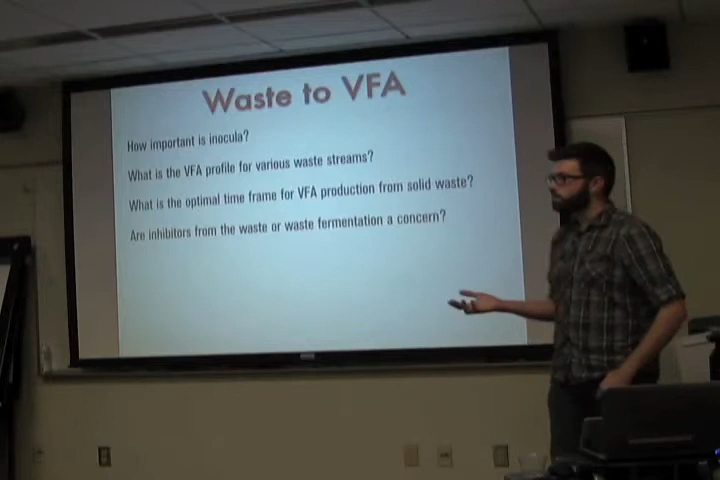 Waste to VFA
How important is inocula?
What is the VFA profile for various waste streams?
What is the optimal time frame for VFA production from solid waste?
Are inhibitors from the waste or waste fermentation a concern?